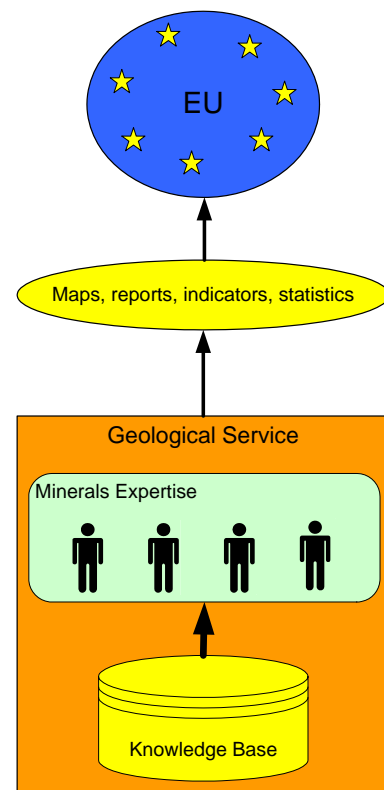 EU
Maps, reports, indicators, statistics
Geological Service
Minerals Expertise
Knowledge Base